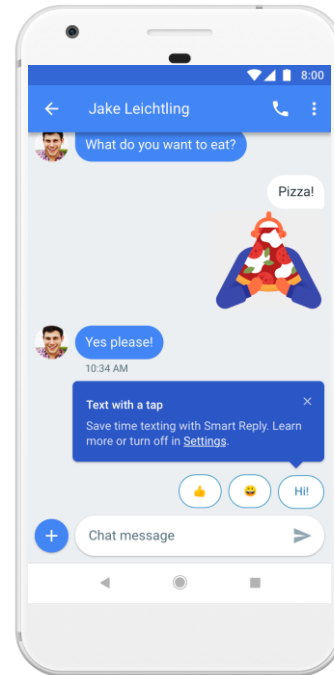 8:00
Jake Leichtling
What do you want to eat?
Pizza!
Yes please!
10:34 AM
Text with a tap
Save time texting with Smart Reply. Learn
more or turn off in Settings.
Hi!
Chat message